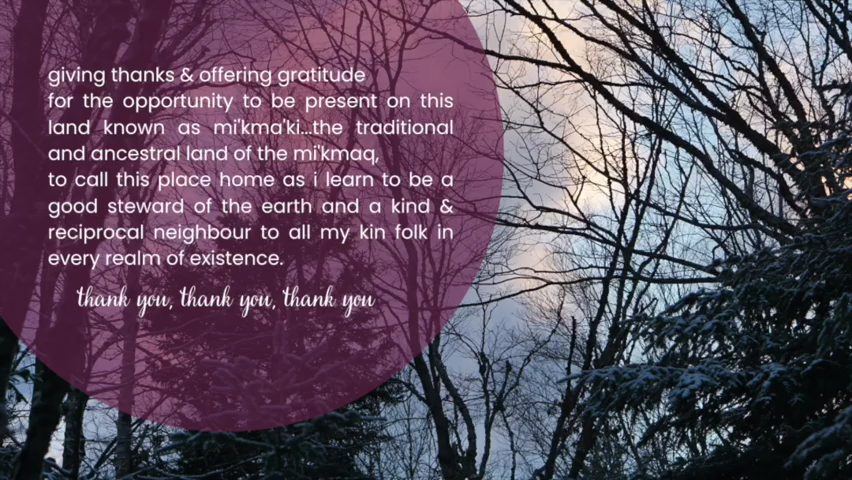 giving thanks & offering gratitude
for the opportunity to be present on this
land known as mi'kma'ki...the traditional
and ancestral land of the mi'kmaq,
to call this place home as i learn to be a
good steward of the earth and a kind &
reciprocal neighbour to all my kin folk in
every realm of existence.
thank you, thank you, thank you